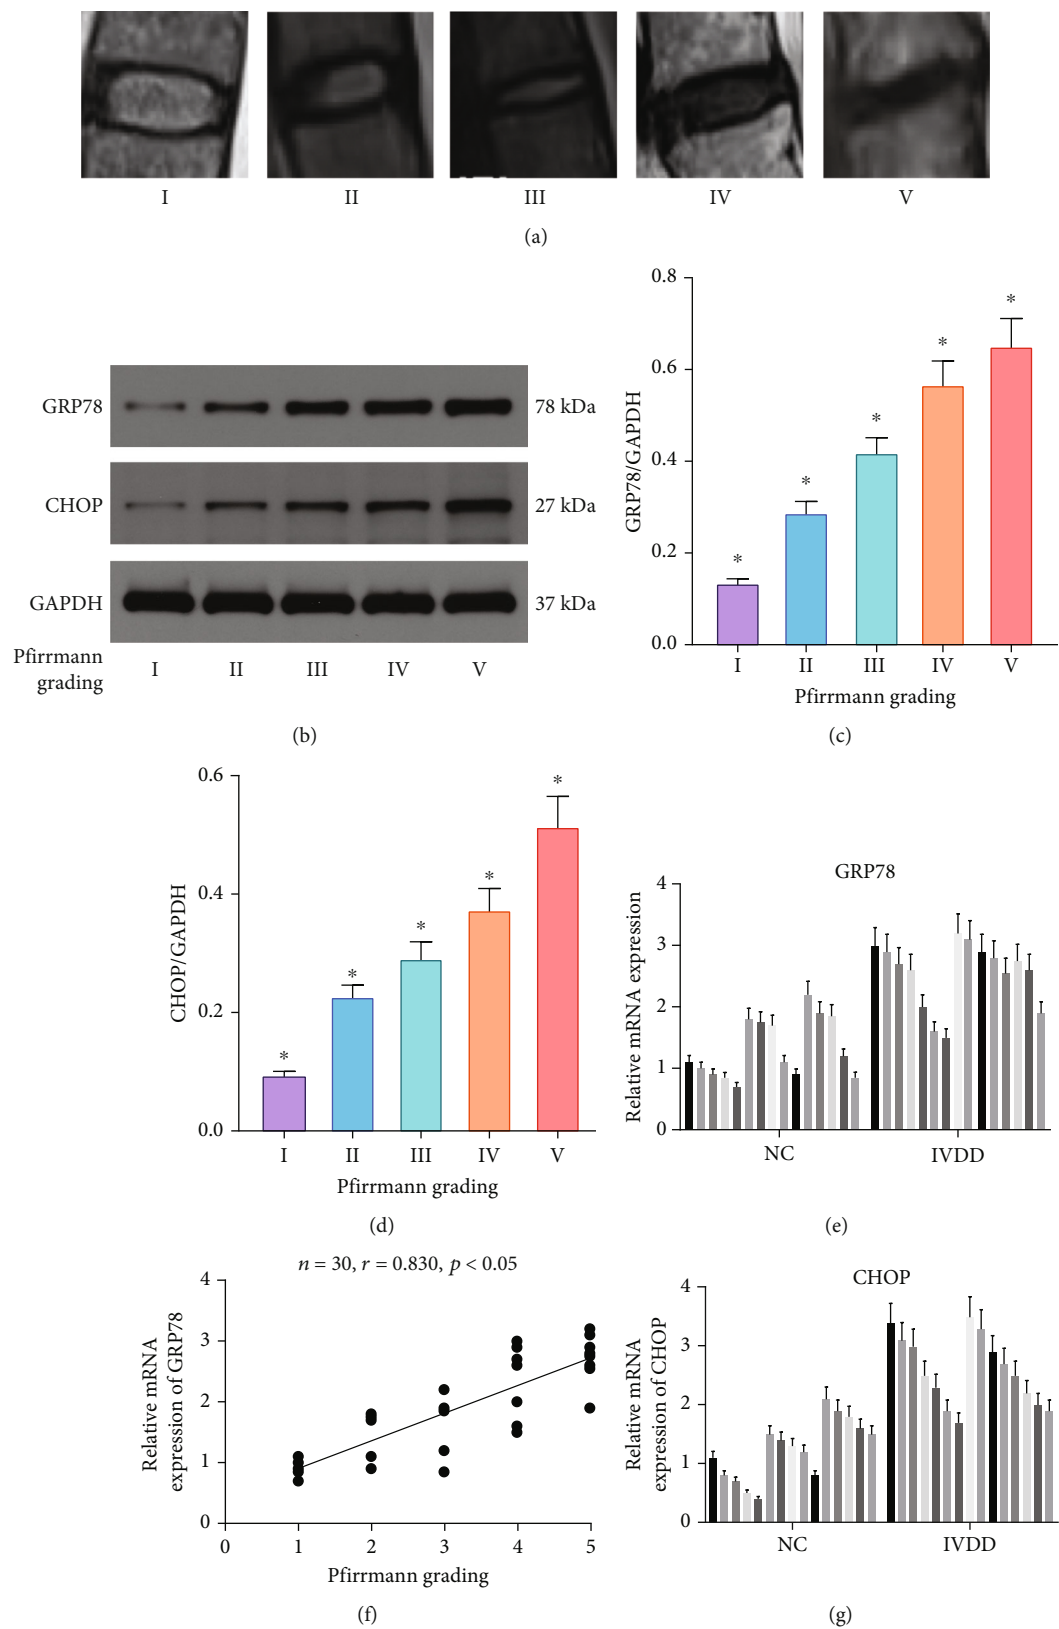 I II III IV V
(a)
GRP78 78 kDa
CHOP 27 kDa
GAPDH 37 kDa
Pfirrmann
grading
I II III IV V
(b)
0.8
0.6
0.4
0.2
0.0
GRP78/GAPDH
* * * * *
I II III IV V
Pfirrmann grading
(c)
0.6
0.4
0.2
0.0
CHOP/GAPDH
* * * * *
I II III IV V
Pfirrmann grading
(d)
GRP78
4
3
2
1
0
Relative mRNA expression
NC IVDD
(e)
n = 30, r = 0.830, p < 0.05
4
3
2
1
0
Relative mRNA
expression of GRP78
0 1 2 3 4 5
Pfirrmann grading
(f)
CHOP
4
3
2
1
0
Relative mRNA
expression of CHOP
NC IVDD
(g)